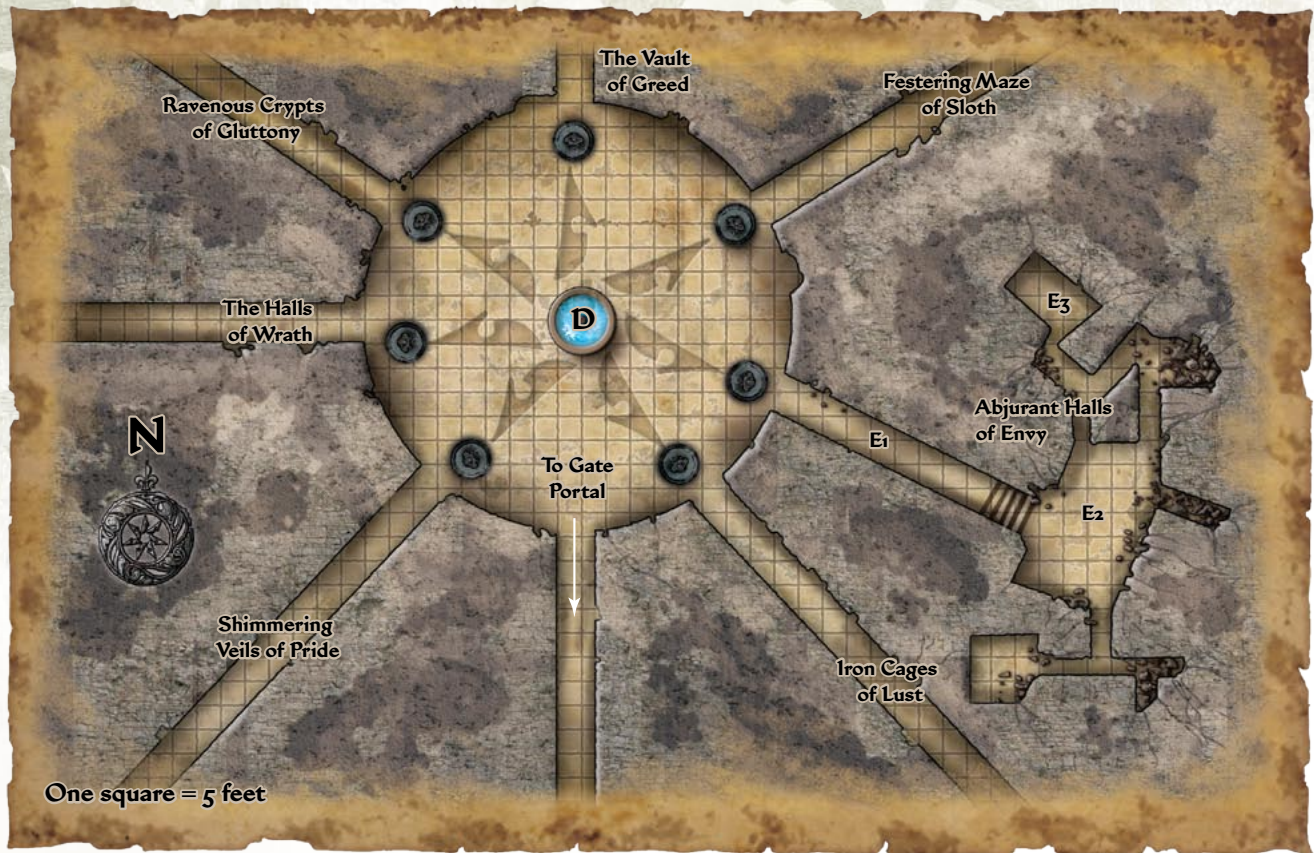 The Vault
of Greed
Festering Maze
of Sloth
Ravenous Crypts
of Gluttony
The Halls
of Wrath
D
E3
N
Abjurant Halls
of Envy
E1
To Gate
Portal
E2
Shimmering
Veils of Pride
Iron Cages
of Lust
One square = 5 feet